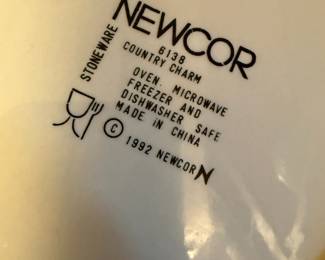 NEWCOR
6138
COUNTRY CHARM
STONEWARE
OVEN. MICROWAVE
FREEZER AND
DISHWASHER SAFE
MADE IN CHINA
© 1992 NEWCOR N